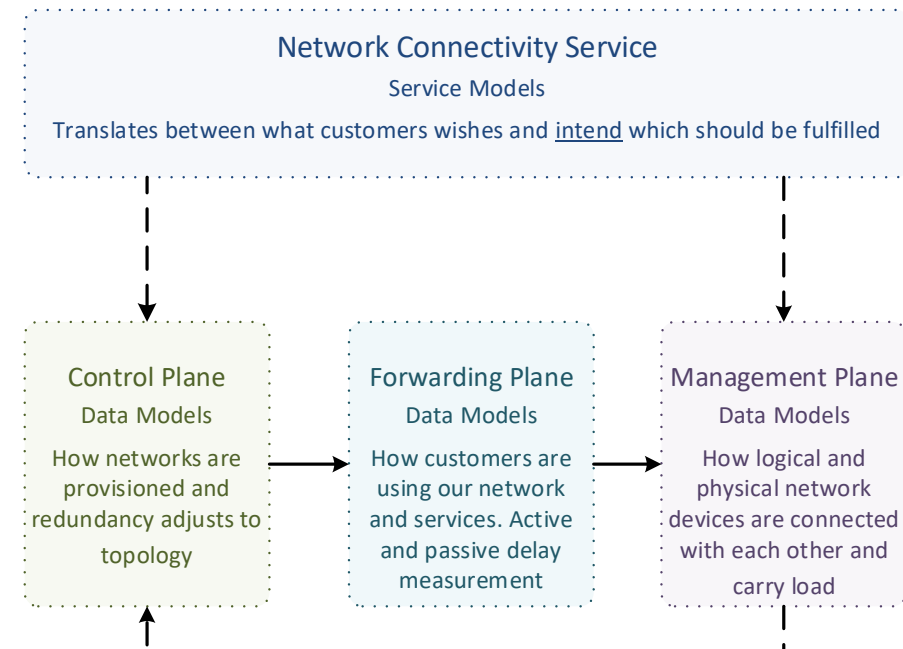 Network Connectivity Service
Service Models
Translates between what customers wishes and intend which should be fulfilled
Control Plane
Data Models
How networks are
provisioned and
redundancy adjusts to
topology
Forwarding Plane
Data Models
How customers are
using our network
and services. Active
and passive delay
measurement
Management Plane
Data Models
How logical and
physical network
devices are connected
with each other and
carry load